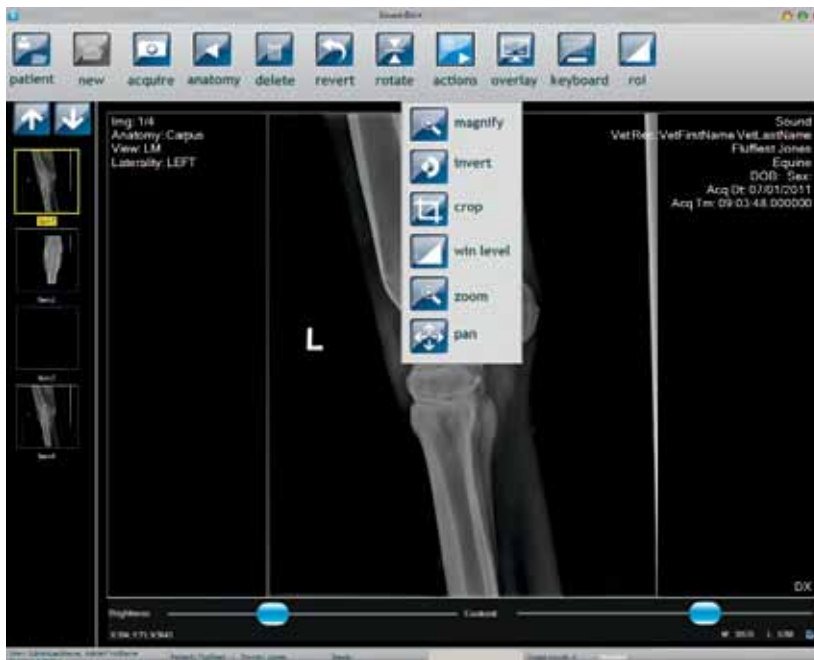 patient new acquire anatomy delete revert rotate actions overlay keyboard roi
Img: 1/4
Anatomy: Carpus
View: LM
Laterality: LEFT
magnify
invert
crop
win level
zoom
pan
Sound
VetRec: VetFirstName VetLastName
Fluffiest Jones
Equine
DOB: Sex:
Acq Dt: 07/01/2011
Acq Tm: 09:03:48.000000
L
DX
Brightness
Contrast